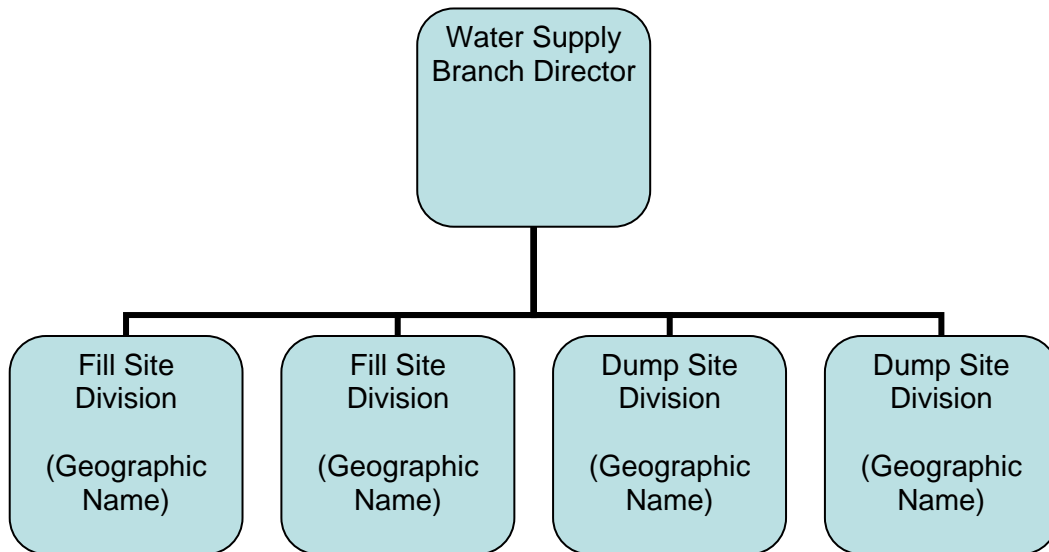 Water Supply
Branch Director
Fill Site
Division
(Geographic
Name)
Fill Site
Division
(Geographic
Name)
Dump Site
Division
(Geographic
Name)
Dump Site
Division
(Geographic
Name)